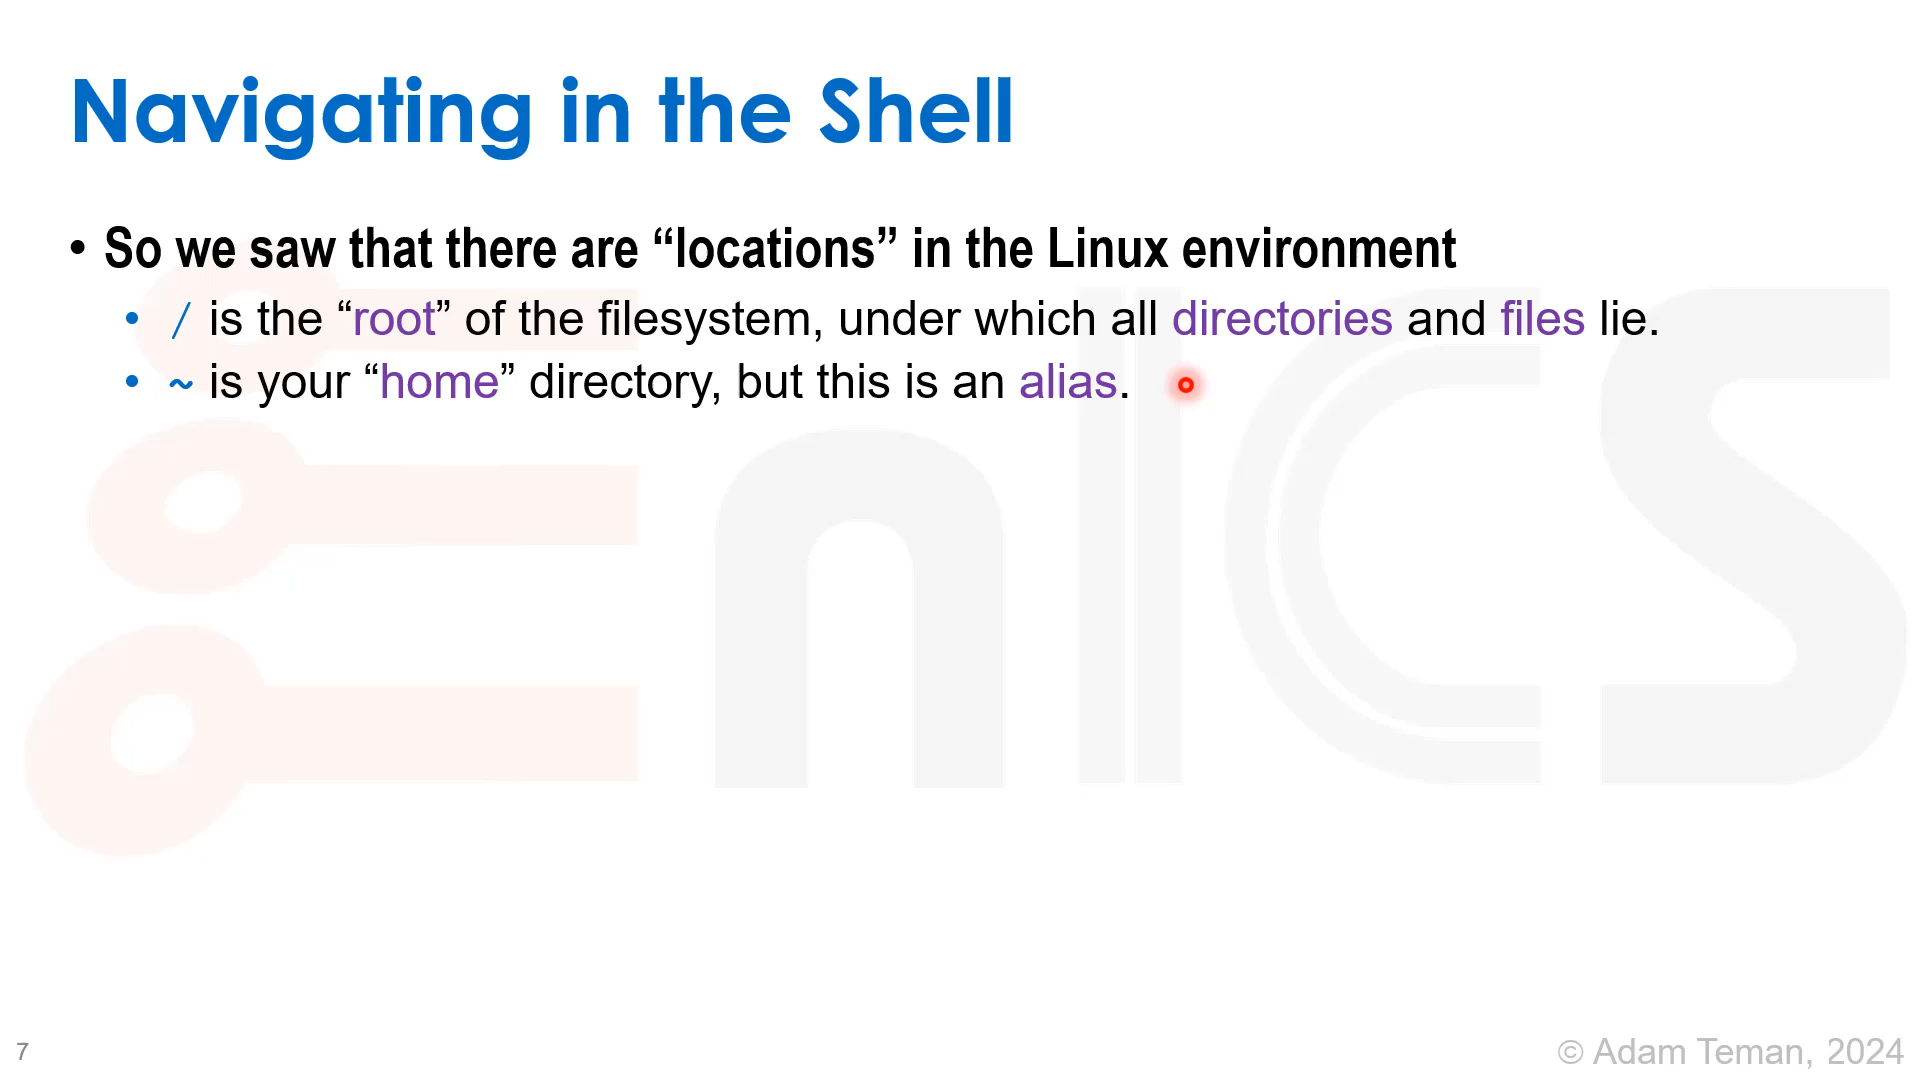 Navigating in the Shell
• So we saw that there are “locations” in the Linux environment
• / is the “root” of the filesystem, under which all directories and files lie.
• ~ is your “home” directory, but this is an alias.
EnICS
7
© Adam Teman, 2024